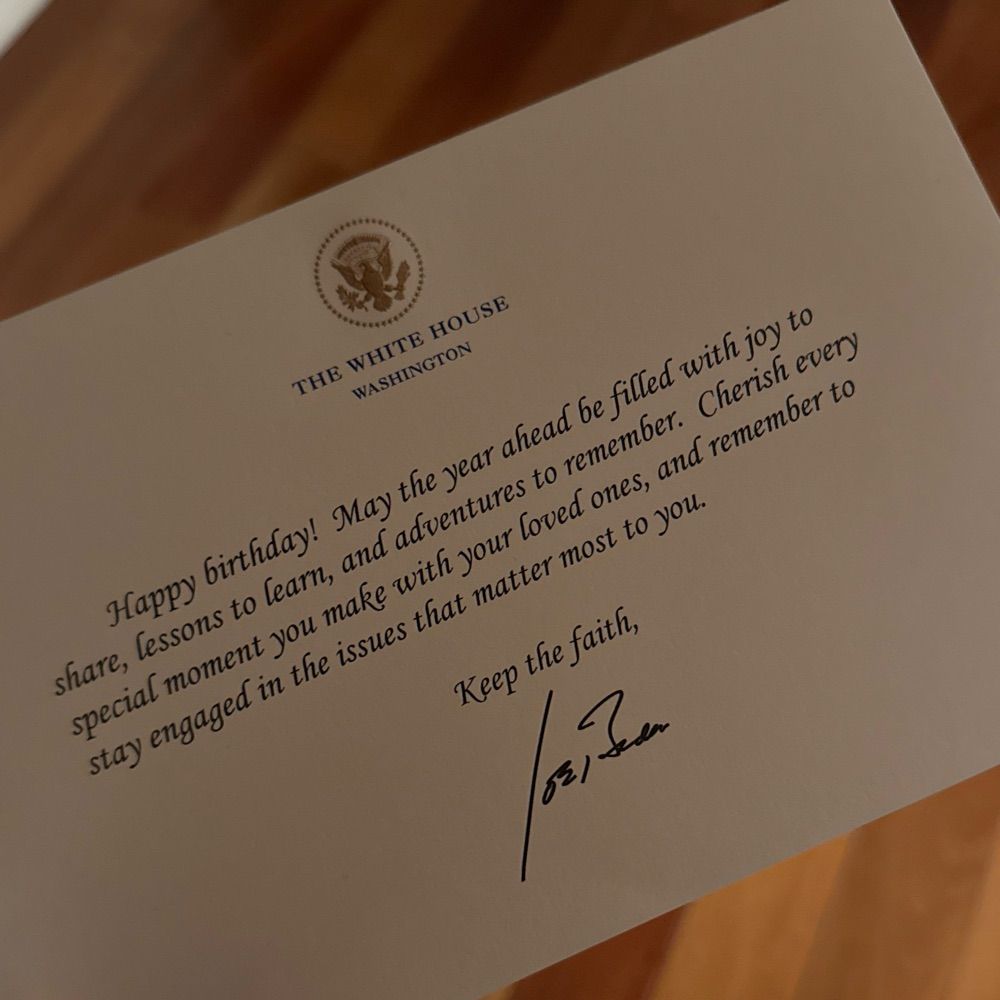 THE WHITE HOUSE
WASHINGTON
Happy birthday! May the year ahead be filled with joy to
share, lessons to learn, and adventures to remember. Cherish every
special moment you make with your loved ones, and remember to
stay engaged in the issues that matter most to you.
Keep the faith,
Joe Biden